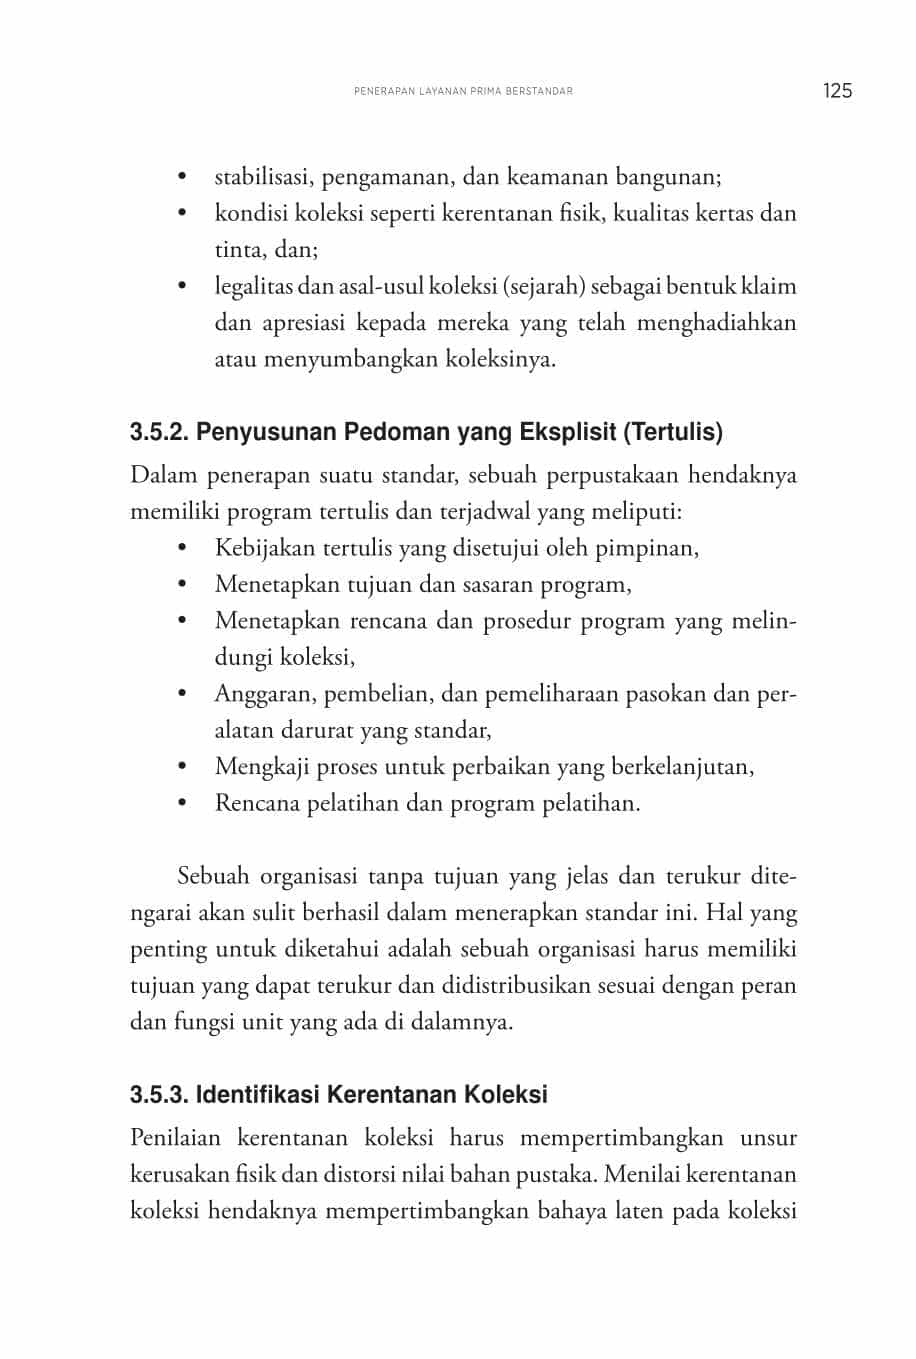 PENERAPAN LAYANAN PRIMA BERSTANDAR 125
• stabilisasi, pengamanan, dan keamanan bangunan;
• kondisi koleksi seperti kerentanan fisik, kualitas kertas dan
tinta, dan;
• legalitas dan asal-usul koleksi (sejarah) sebagai bentuk klaim
dan apresiasi kepada mereka yang telah menghadiahkan
atau menyumbangkan koleksinya.
3.5.2. Penyusunan Pedoman yang Eksplisit (Tertulis)
Dalam penerapan suatu standar, sebuah perpustakaan hendaknya
memiliki program tertulis dan terjadwal yang meliputi:
• Kebijakan tertulis yang disetujui oleh pimpinan,
• Menetapkan tujuan dan sasaran program,
• Menetapkan rencana dan prosedur program yang melin-
dungi koleksi,
• Anggaran, pembelian, dan pemeliharaan pasokan dan per-
alatan darurat yang standar,
• Mengkaji proses untuk perbaikan yang berkelanjutan,
• Rencana pelatihan dan program pelatihan.
Sebuah organisasi tanpa tujuan yang jelas dan terukur dite-
ngarai akan sulit berhasil dalam menerapkan standar ini. Hal yang
penting untuk diketahui adalah sebuah organisasi harus memiliki
tujuan yang dapat terukur dan didistribusikan sesuai dengan peran
dan fungsi unit yang ada di dalamnya.
3.5.3. Identifikasi Kerentanan Koleksi
Penilaian kerentanan koleksi harus mempertimbangkan unsur
kerusakan fisik dan distorsi nilai bahan pustaka. Menilai kerentanan
koleksi hendaknya mempertimbangkan bahaya laten pada koleksi